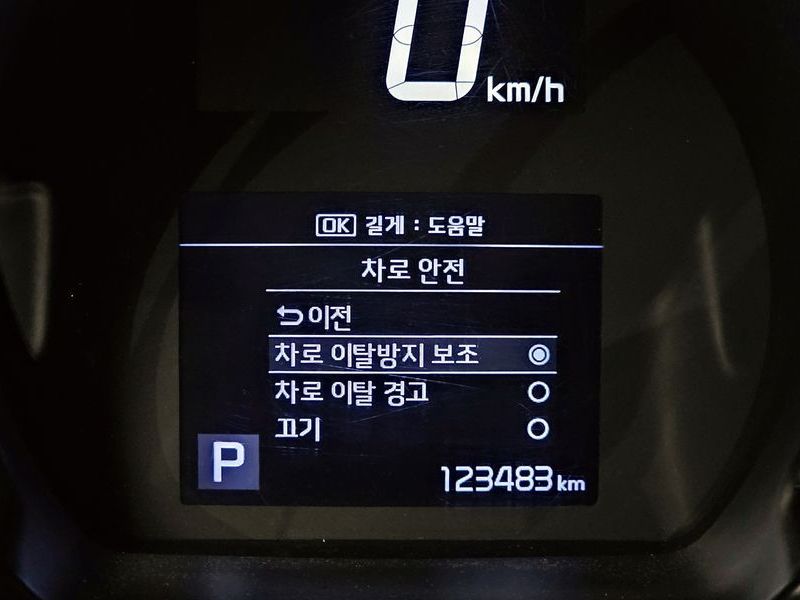 0 km/h
OK 길게 : 도움말
차로 안전
이전
차로 이탈방지 보조
차로 이탈 경고
끄기
P
123483 km